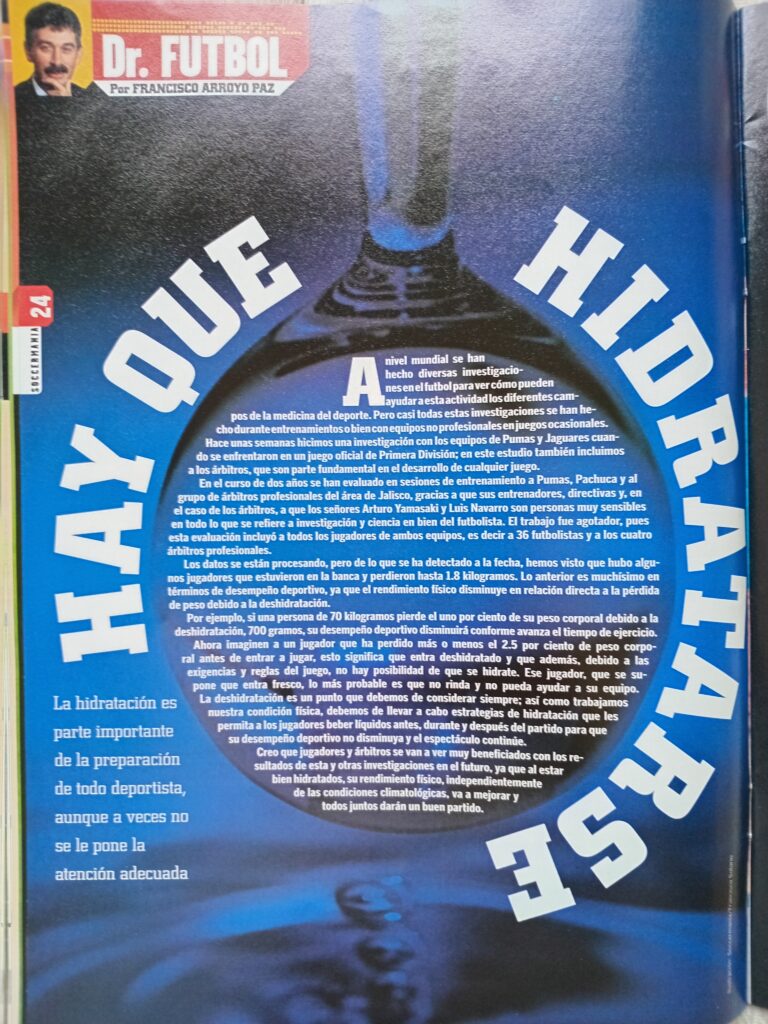 Dr. FUTBOL
Por FRANCISCO ARROYO PAZ
HAY QUE HIDRATARSE
24
SOCCERMANIA
A nivel mundial se han
hecho diversas investigacio-
nes en el futbol para ver cómo pueden
ayudar a esta actividad los diferentes cam-
pos de la medicina del deporte. Pero casi todas estas investigaciones se han he-
cho durante entrenamientos o bien con equipos no profesionales en juegos ocasionales.
Hace unas semanas hicimos una investigación con los equipos de Pumas y Jaguares cuan-
do se enfrentaron en un juego oficial de Primera División; en este estudio también incluimos
a los árbitros, que son parte fundamental en el desarrollo de cualquier juego.
En el curso de dos años se han evaluado en sesiones de entrenamiento a Pumas, Pachuca y al
grupo de árbitros profesionales del área de Jalisco, gracias a que sus entrenadores, directivas y, en
el caso de los árbitros, a que los señores Arturo Yamasaki y Luis Navarro son personas muy sensibles
en todo lo que se refiere a investigación y ciencia en bien del futbolista. El trabajo fue agotador, pues
esta evaluación incluyó a todos los jugadores de ambos equipos, es decir a 36 futbolistas y a los cuatro
árbitros profesionales.
Los datos se están procesando, pero de lo que se ha detectado a la fecha, hemos visto que hubo algu-
nos jugadores que estuvieron en la banca y perdieron hasta 1.8 kilogramos. Lo anterior es muchísimo en
términos de desempeño deportivo, ya que el rendimiento físico disminuye en relación directa a la pérdida
de peso debido a la deshidratación.
Por ejemplo, si una persona de 70 kilogramos pierde el uno por ciento de su peso corporal debido a la
deshidratación, 700 gramos, su desempeño deportivo disminuirá conforme avanza el tiempo de ejercicio.
Ahora imaginen a un jugador que ha perdido más o menos el 2.5 por ciento de peso corpo-
ral antes de entrar a jugar, esto significa que entra deshidratado y que además, debido a las
exigencias y reglas del juego, no hay posibilidad de que se hidrate. Ese jugador, que se su-
pone que entra fresco, lo más probable es que no rinda y no pueda ayudar a su equipo.
La deshidratación es un punto que debemos de considerar siempre; así como trabajamos
nuestra condición física, debemos de llevar a cabo estrategias de hidratación que les
permita a los jugadores beber líquidos antes, durante y después del partido para que
su desempeño deportivo no disminuya y el espectáculo continúe.
Creo que jugadores y árbitros se van a ver muy beneficiados con los re-
sultados de esta y otras investigaciones en el futuro, ya que al estar
bien hidratados, su rendimiento físico, independientemente
de las condiciones climatológicas, va a mejorar y
todos juntos darán un buen partido.
La hidratación es
parte importante
de la preparación
de todo deportista,
aunque a veces no
se le pone la
atención adecuada